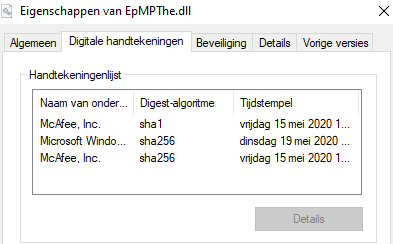 Eigenschappen van EpMPThe.dll
Algemeen Digitale handtekeningen Beveiliging Details Vorige versies
Handtekeningenlijst
Naam van onder... Digest-algoritme Tijdstempel
McAfee, Inc. sha1 vrijdag 15 mei 2020 1...
Microsoft Windo... sha256 dinsdag 19 mei 2020 ...
McAfee, Inc. sha256 vrijdag 15 mei 2020 1...
Details